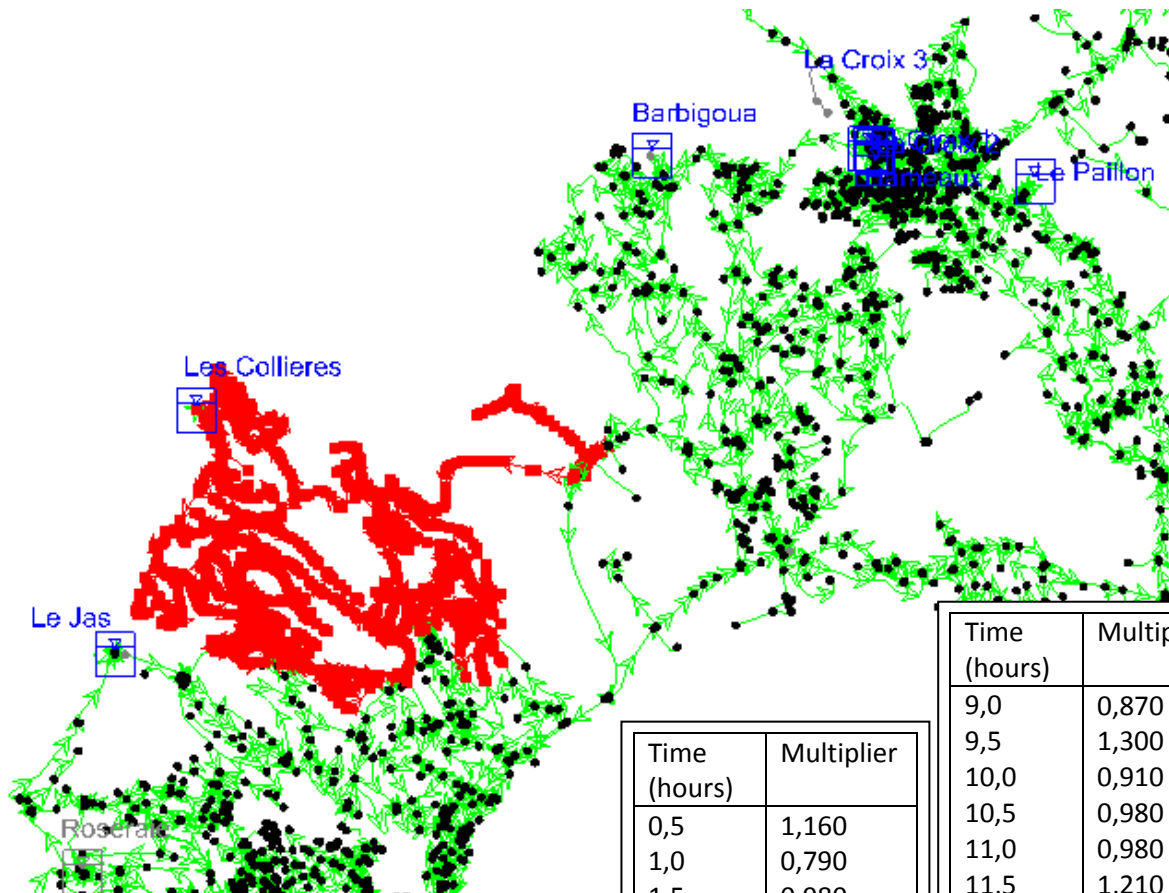 La Croix 3
Barbigoua
Le Paillon
Les Collieres
Le Jas
Time (hours) Multip
9,0 0,870
9,5 1,300
10,0 0,910
10,5 0,980
11,0 0,980
11,5 1,210
Time (hours) Multiplier
0,5 1,160
1,0 0,790